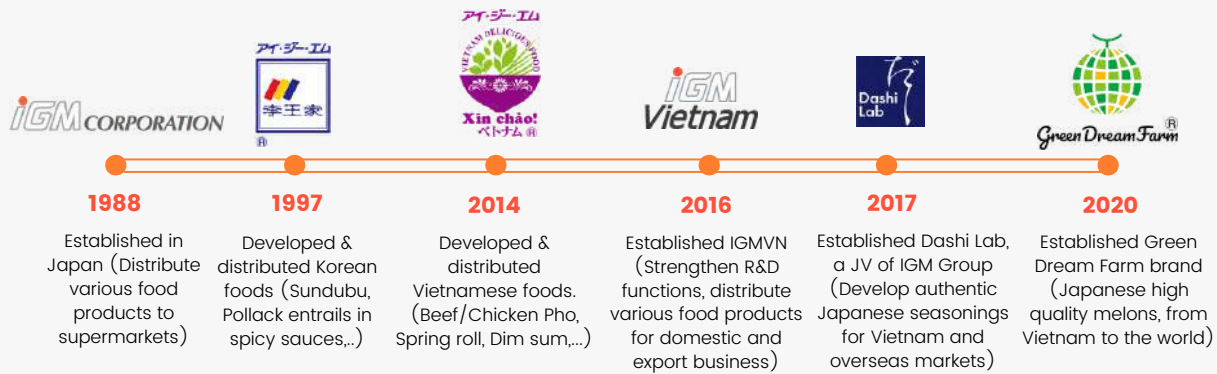 iGM CORPORATION
アイ・ジー・エム
李王家
®
アイ・ジー・エム
VIETNAM DELICIOUS FOOD
Xin chào!
ベトナム ®
iGM
Vietnam
だし
Dashi
Lab
®
Green Dream Farm
1988
Established in
Japan (Distribute
various food
products to
supermarkets)
1997
Developed &
distributed Korean
foods (Sundubu,
Pollack entrails in
spicy sauces,..)
2014
Developed &
distributed
Vietnamese foods.
(Beef/Chicken Pho,
Spring roll, Dim sum,...)
2016
Established IGMVN
(Strengthen R&D
functions, distribute
various food products
for domestic and
export business)
2017
Established Dashi Lab,
a JV of IGM Group
(Develop authentic
Japanese seasonings
for Vietnam and
overseas markets)
2020
Established Green
Dream Farm brand
(Japanese high
quality melons, from
Vietnam to the world)